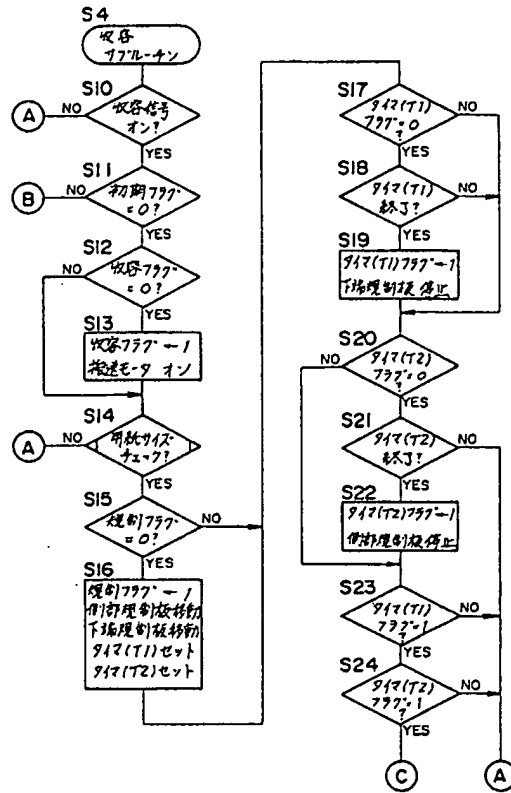 S4
収容
サブルーチン
S10
収容信号
オン?
NO
A
YES
S11
初期フラグ
=0?
NO
B
YES
S12
収容フラグ
=0?
NO
YES
S13
収容フラグ←1
搬送モータ オン
S14
用紙サイズ
チェック?
NO
A
YES
S15
規制フラグ
=0?
NO
YES
S16
規制フラグ←1
側部規制板移動
下端規制板移動
タイマ(T1)セット
タイマ(T2)セット
S17
タイマ(T1)
フラグ=0
?
NO
YES
S18
タイマ(T1)
終了?
NO
YES
S19
タイマ(T1)フラグ←1
下端規制板停止
S20
タイマ(T2)
フラグ=0
?
NO
YES
S21
タイマ(T2)
終了?
NO
YES
S22
タイマ(T2)フラグ←1
側部規制板停止
S23
タイマ(T1)
フラグ=1
?
NO
YES
S24
タイマ(T2)
フラグ=1
?
NO
YES
C
A